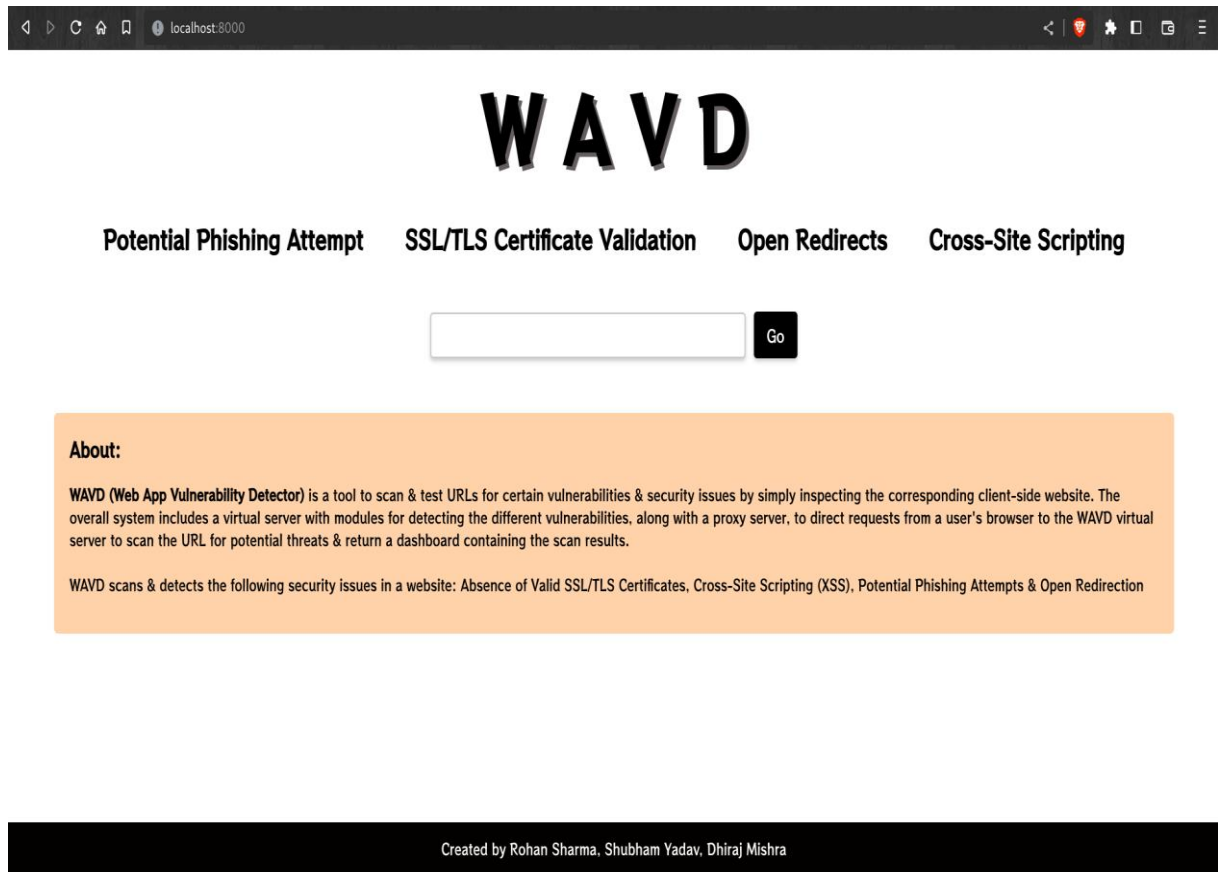 localhost:8000
WAVD
Potential Phishing Attempt SSL/TLS Certificate Validation Open Redirects Cross-Site Scripting
Go
About:
WAVD (Web App Vulnerability Detector) is a tool to scan & test URLs for certain vulnerabilities & security issues by simply inspecting the corresponding client-side website. The
overall system includes a virtual server with modules for detecting the different vulnerabilities, along with a proxy server, to direct requests from a user's browser to the WAVD virtual
server to scan the URL for potential threats & return a dashboard containing the scan results.
WAVD scans & detects the following security issues in a website: Absence of Valid SSL/TLS Certificates, Cross-Site Scripting (XSS), Potential Phishing Attempts & Open Redirection
Created by Rohan Sharma, Shubham Yadav, Dhiraj Mishra